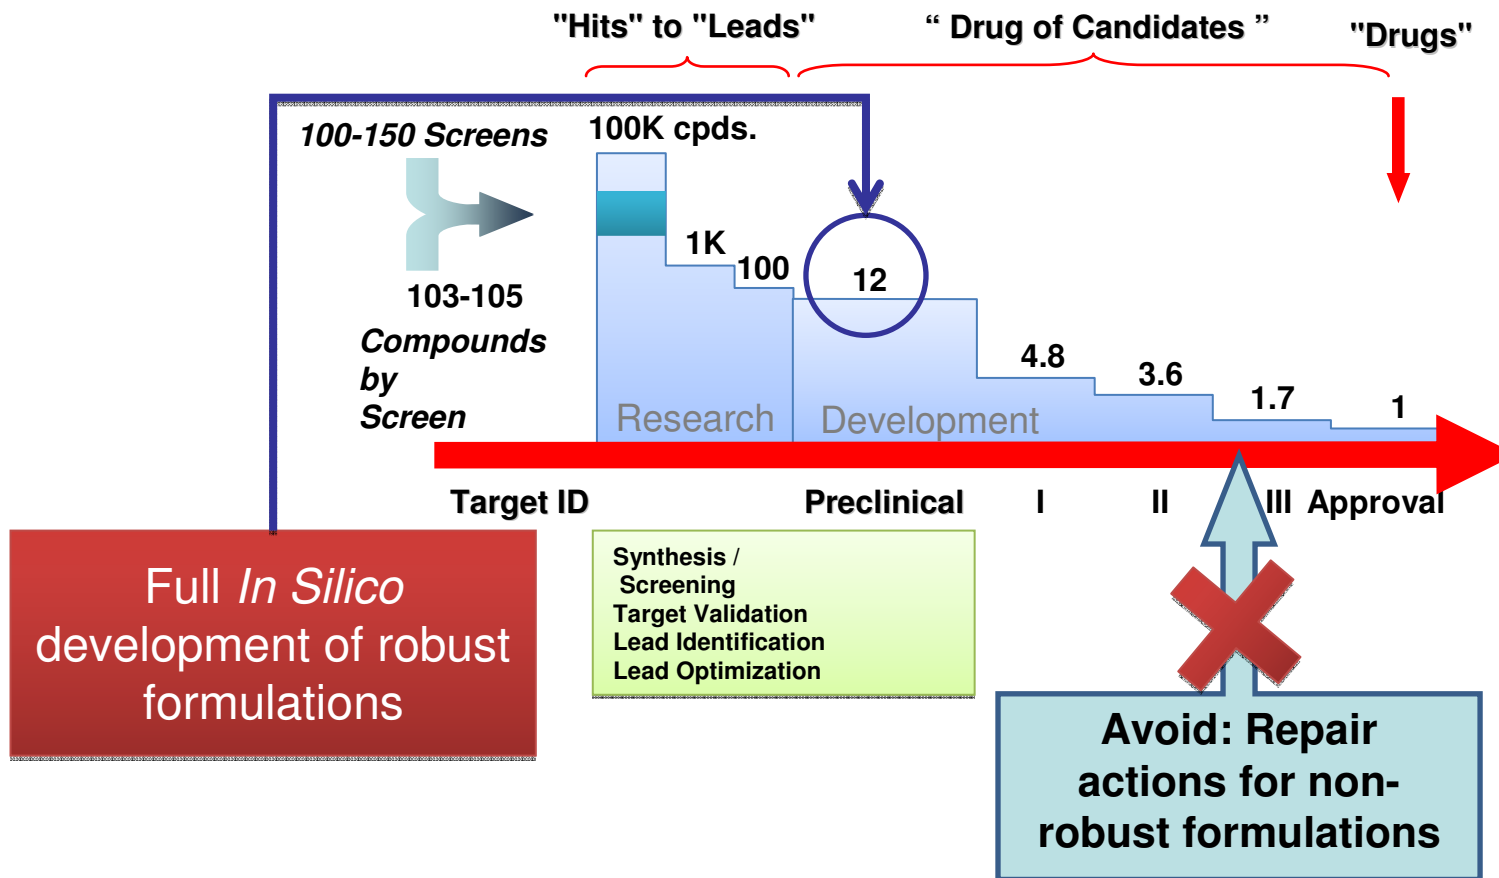 "Hits" to "Leads"
“ Drug of Candidates ”
"Drugs"
100-150 Screens
100K cpds.
1K
100
12
103-105
Compounds
by
Screen
4.8
3.6
1.7
1
Research
Development
Target ID
Preclinical
I
II
III
Approval
Full In Silico
development of robust
formulations
Synthesis /
Screening
Target Validation
Lead Identification
Lead Optimization
Avoid: Repair
actions for non-
robust formulations